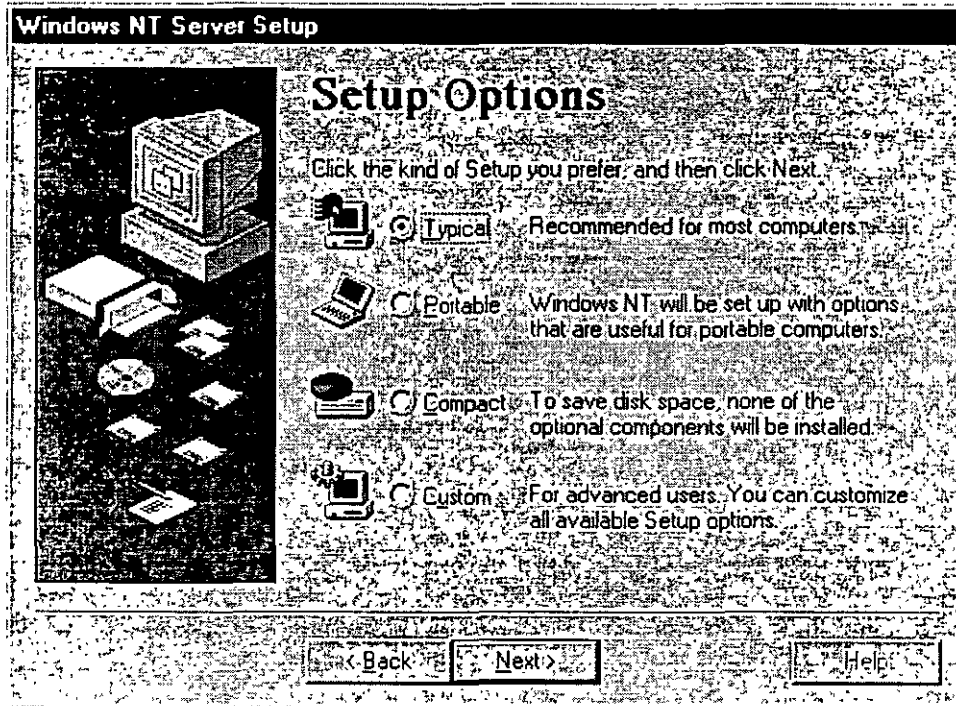 Windows NT Server Setup
Setup Options
Click the kind of Setup you prefer, and then click Next.
Typical Recommended for most computers.
Portable Windows NT will be set up with options
that are useful for portable computers.
Compact To save disk space, none of the
optional components will be installed.
Custom For advanced users. You can customize
all available Setup options.
< Back Next > Help